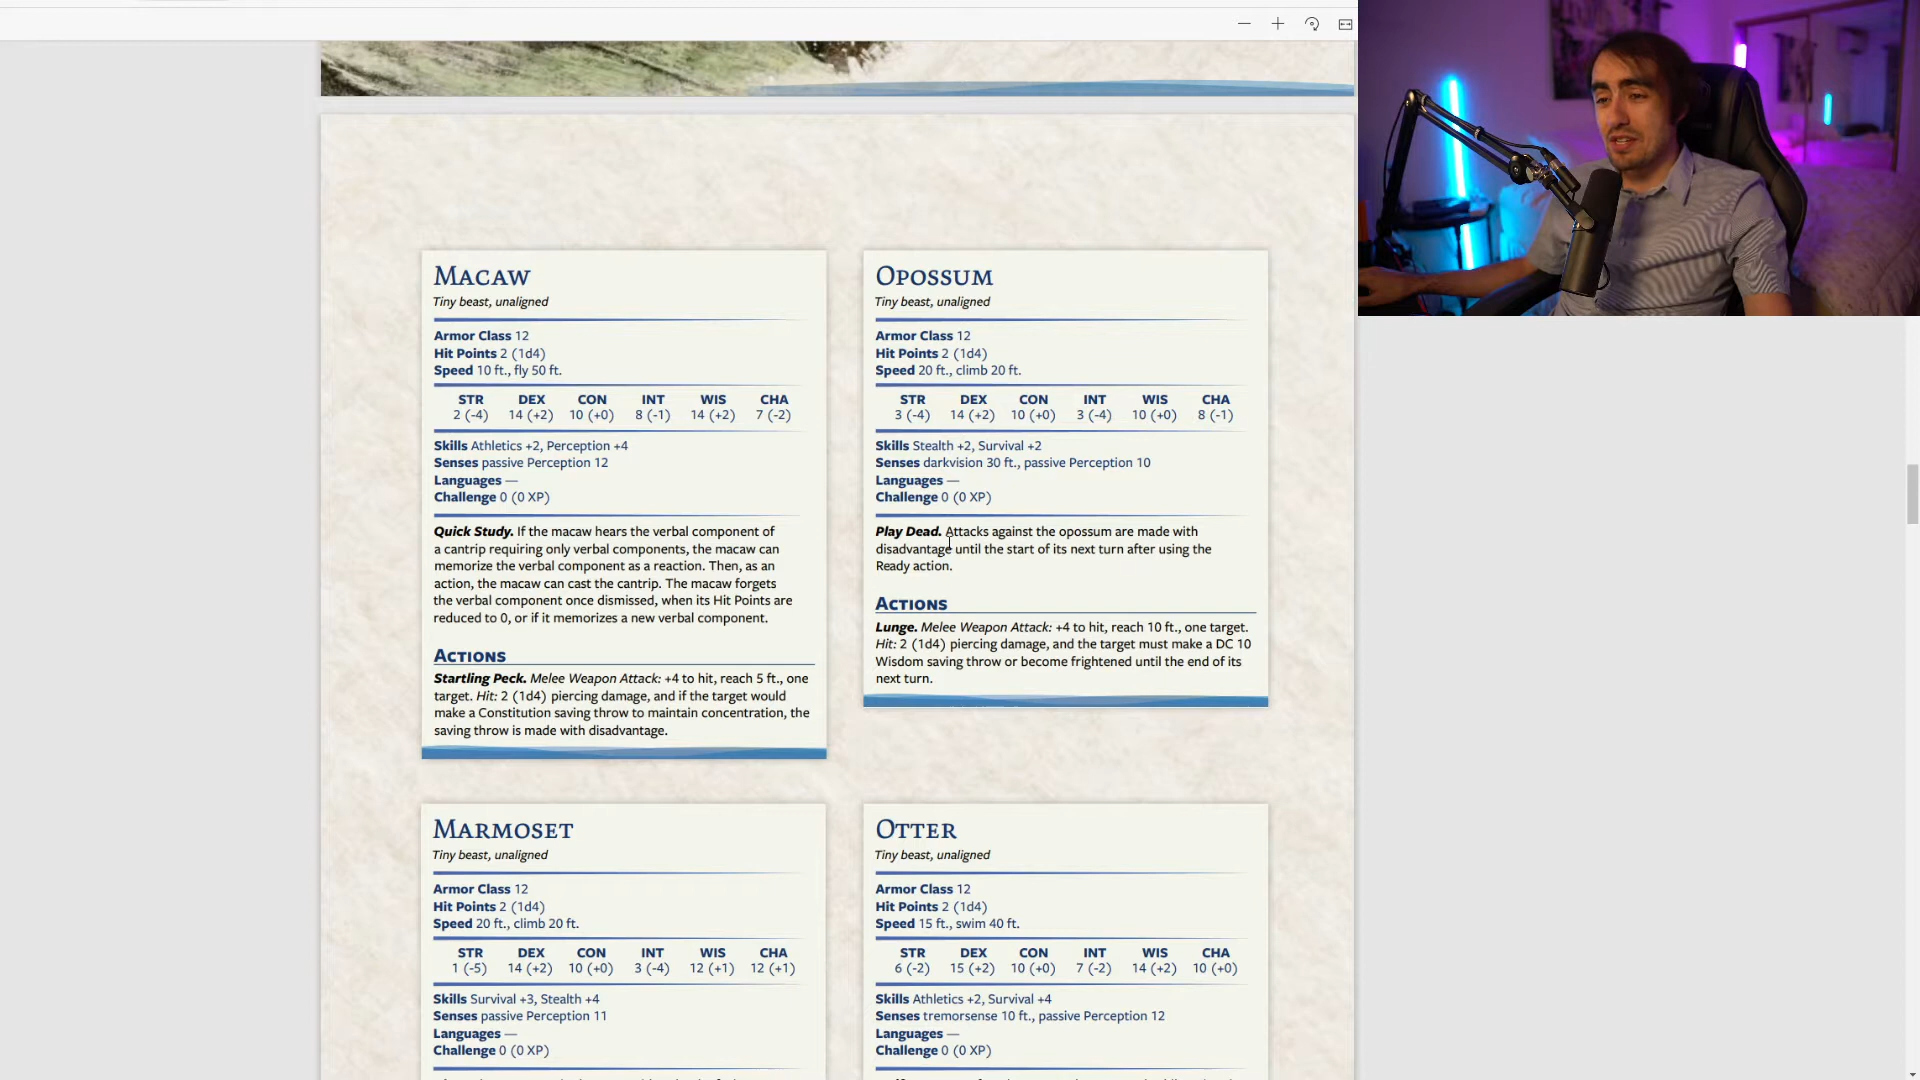 MACAW
Tiny beast, unaligned
Armor Class 12
Hit Points 2 (1d4)
Speed 10 ft., fly 50 ft.
STR DEX CON INT WIS CHA
2 (-4) 14 (+2) 10 (+0) 8 (-1) 14 (+2) 7 (-2)
Skills Athletics +2, Perception +4
Senses passive Perception 12
Languages —
Challenge 0 (0 XP)
Quick Study. If the macaw hears the verbal component of
a cantrip requiring only verbal components, the macaw can
memorize the verbal component as a reaction. Then, as an
action, the macaw can cast the cantrip. The macaw forgets
the verbal component once dismissed, when its Hit Points are
reduced to 0, or if it memorizes a new verbal component.
ACTIONS
Startling Peck. Melee Weapon Attack: +4 to hit, reach 5 ft., one
target. Hit: 2 (1d4) piercing damage, and if the target would
make a Constitution saving throw to maintain concentration, the
saving throw is made with disadvantage.
OPOSSUM
Tiny beast, unaligned
Armor Class 12
Hit Points 2 (1d4)
Speed 20 ft., climb 20 ft.
STR DEX CON INT WIS CHA
3 (-4) 14 (+2) 10 (+0) 3 (-4) 10 (+0) 8 (-1)
Skills Stealth +2, Survival +2
Senses darkvision 30 ft., passive Perception 10
Languages —
Challenge 0 (0 XP)
Play Dead. Attacks against the opossum are made with
disadvantage until the start of its next turn after using the
Ready action.
ACTIONS
Lunge. Melee Weapon Attack: +4 to hit, reach 10 ft., one target.
Hit: 2 (1d4) piercing damage, and the target must make a DC 10
Wisdom saving throw or become frightened until the end of its
next turn.
MARMOSET
Tiny beast, unaligned
Armor Class 12
Hit Points 2 (1d4)
Speed 20 ft., climb 20 ft.
STR DEX CON INT WIS CHA
1 (-5) 14 (+2) 10 (+0) 3 (-4) 12 (+1) 12 (+1)
Skills Survival +3, Stealth +4
Senses passive Perception 11
Languages —
Challenge 0 (0 XP)
OTTER
Tiny beast, unaligned
Armor Class 12
Hit Points 2 (1d4)
Speed 15 ft., swim 40 ft.
STR DEX CON INT WIS CHA
6 (-2) 15 (+2) 10 (+0) 7 (-2) 14 (+2) 10 (+0)
Skills Athletics +2, Survival +4
Senses tremorsense 10 ft., passive Perception 12
Languages —
Challenge 0 (0 XP)